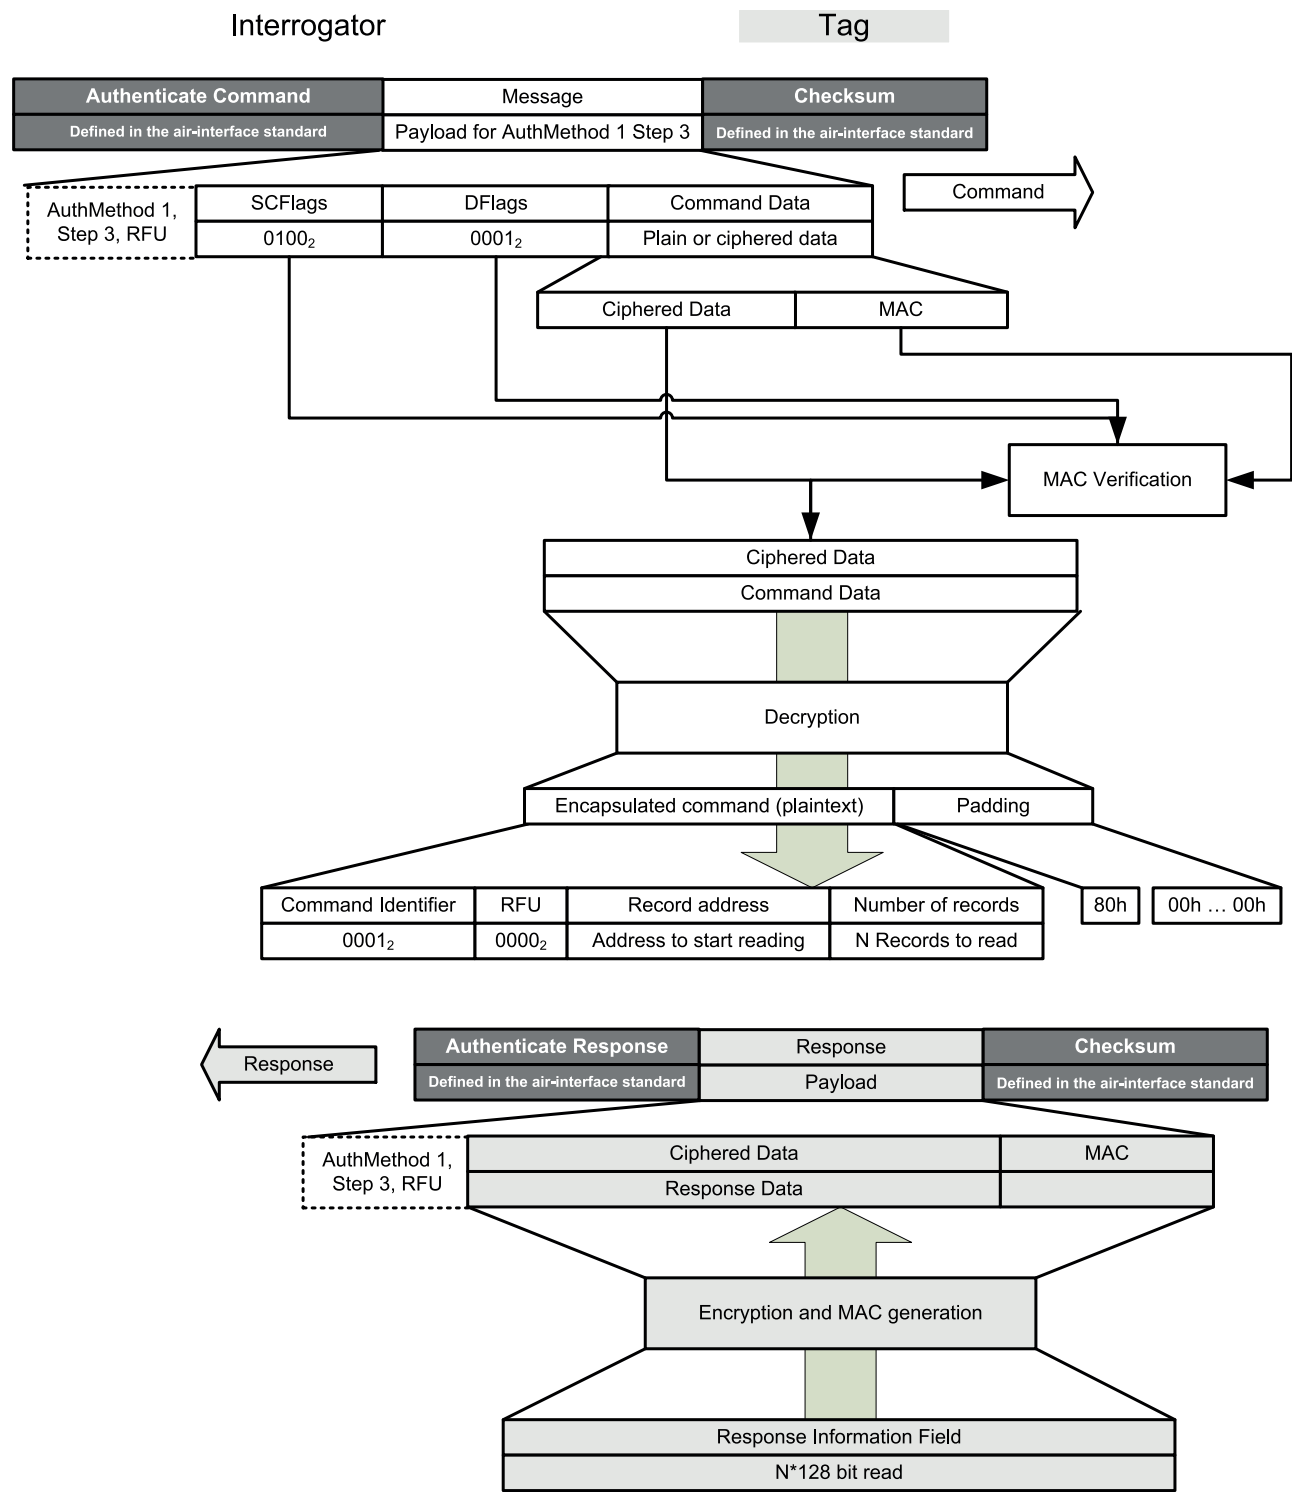 Interrogator Tag
Authenticate Command Message Checksum
Defined in the air-interface standard Payload for AuthMethod 1 Step 3 Defined in the air-interface standard
AuthMethod 1,
Step 3, RFU
SCFlags DFlags Command Data
0100₂ 0001₂ Plain or ciphered data
Command
Ciphered Data MAC
MAC Verification
Ciphered Data
Command Data
Decryption
Encapsulated command (plaintext) Padding
Command Identifier RFU Record address Number of records 80h 00h ... 00h
0001₂ 0000₂ Address to start reading N Records to read
Response
Authenticate Response Response Checksum
Defined in the air-interface standard Payload Defined in the air-interface standard
AuthMethod 1,
Step 3, RFU
Ciphered Data MAC
Response Data
Encryption and MAC generation
Response Information Field
N*128 bit read